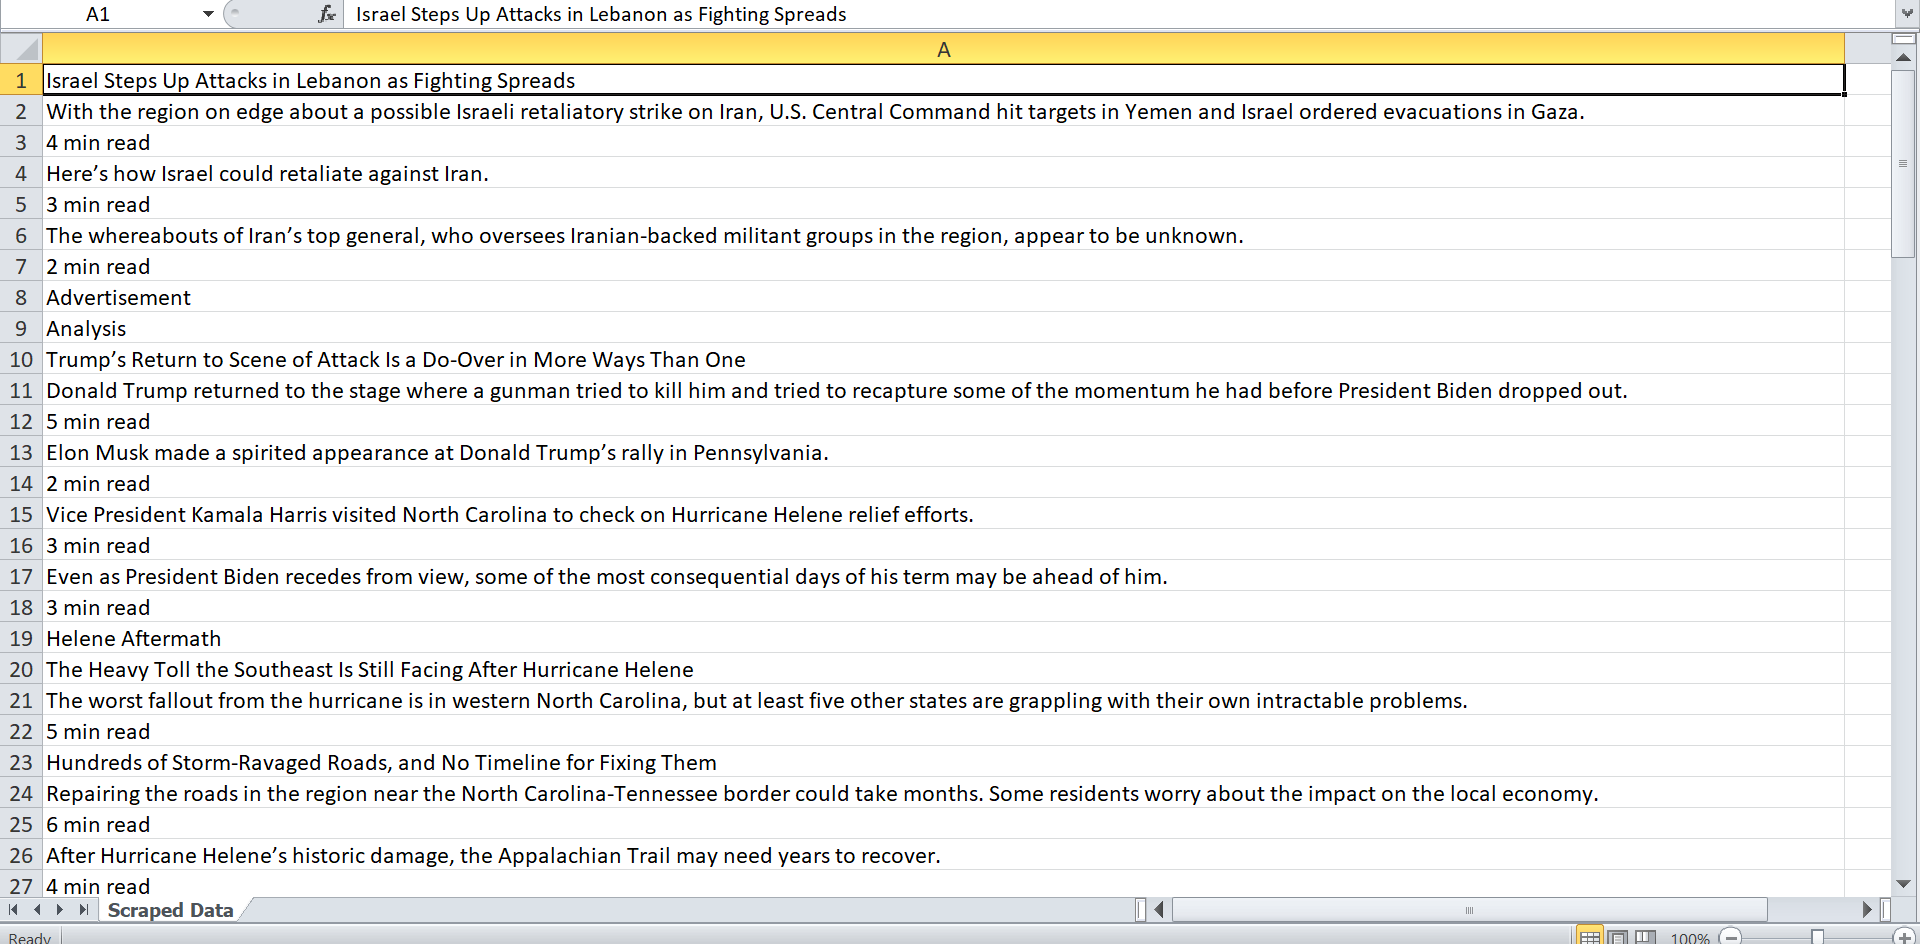 A1 fx Israel Steps Up Attacks in Lebanon as Fighting Spreads
A
1 Israel Steps Up Attacks in Lebanon as Fighting Spreads
2 With the region on edge about a possible Israeli retaliatory strike on Iran, U.S. Central Command hit targets in Yemen and Israel ordered evacuations in Gaza.
3 4 min read
4 Here’s how Israel could retaliate against Iran.
5 3 min read
6 The whereabouts of Iran’s top general, who oversees Iranian-backed militant groups in the region, appear to be unknown.
7 2 min read
8 Advertisement
9 Analysis
10 Trump’s Return to Scene of Attack Is a Do-Over in More Ways Than One
11 Donald Trump returned to the stage where a gunman tried to kill him and tried to recapture some of the momentum he had before President Biden dropped out.
12 5 min read
13 Elon Musk made a spirited appearance at Donald Trump’s rally in Pennsylvania.
14 2 min read
15 Vice President Kamala Harris visited North Carolina to check on Hurricane Helene relief efforts.
16 3 min read
17 Even as President Biden recedes from view, some of the most consequential days of his term may be ahead of him.
18 3 min read
19 Helene Aftermath
20 The Heavy Toll the Southeast Is Still Facing After Hurricane Helene
21 The worst fallout from the hurricane is in western North Carolina, but at least five other states are grappling with their own intractable problems.
22 5 min read
23 Hundreds of Storm-Ravaged Roads, and No Timeline for Fixing Them
24 Repairing the roads in the region near the North Carolina-Tennessee border could take months. Some residents worry about the impact on the local economy.
25 6 min read
26 After Hurricane Helene’s historic damage, the Appalachian Trail may need years to recover.
27 4 min read
Scraped Data
Ready 100%